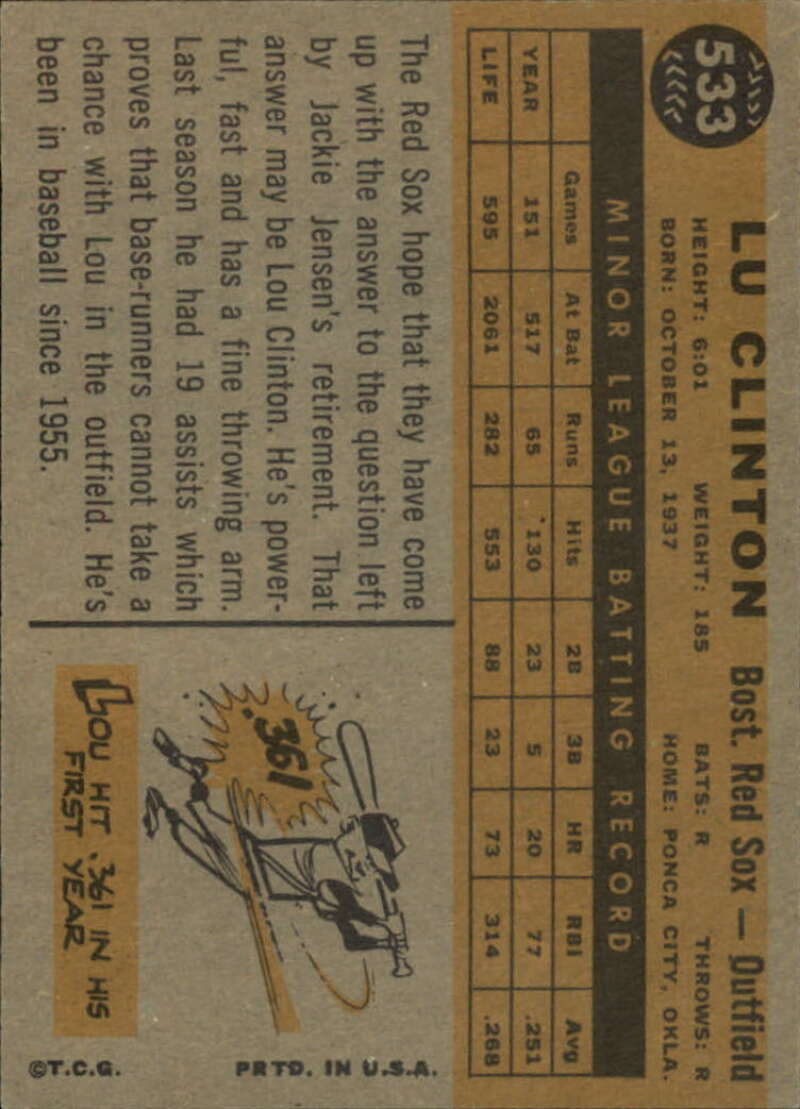 533
LU CLINTON Bost. Red Sox — Outfield
HEIGHT: 6:01 WEIGHT: 185 BATS: R THROWS: R
BORN: OCTOBER 13, 1937 HOME: PONCA CITY, OKLA.
MINOR LEAGUE BATTING RECORD
Games At Bat Runs Hits 2B 3B HR RBI Avg
YEAR 151 517 65 130 23 5 20 77 .251
LIFE 595 2061 282 553 88 23 73 314 .268
The Red Sox hope that they have come
up with the answer to the question left
by Jackie Jensen's retirement. That
answer may be Lou Clinton. He's power-
ful, fast and has a fine throwing arm.
Last season he had 19 assists which
proves that base-runners cannot take a
chance with Lou in the outfield. He's
been in baseball since 1955.
.361
LOU HIT .361 IN HIS
FIRST YEAR
PRTD. IN U.S.A.
©T.C.G.